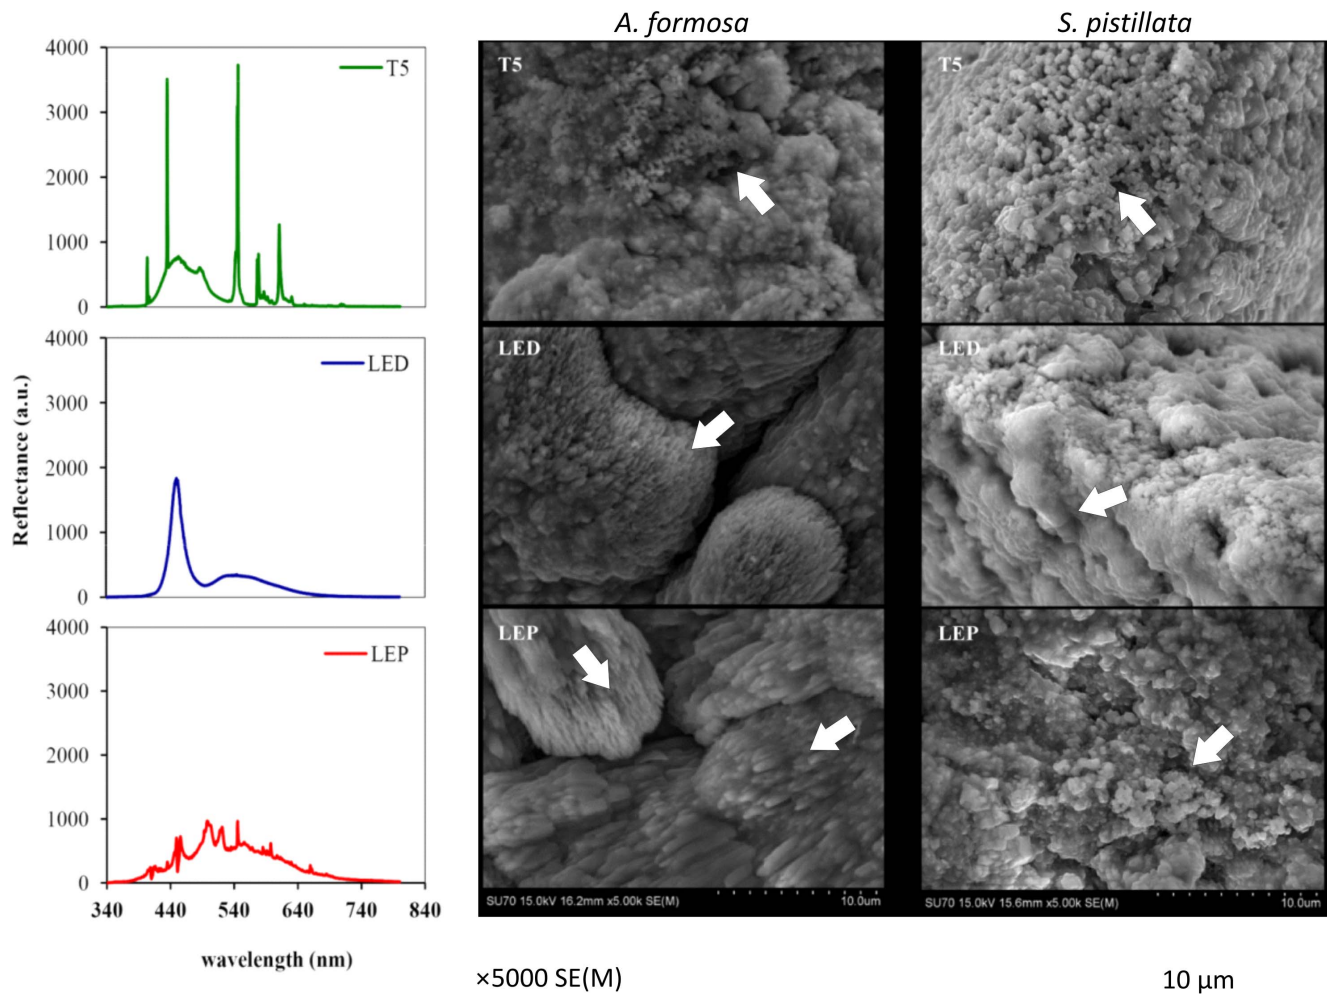 A. formosa
S. pistillata
4000
3000
2000
1000
0
T5
4000
3000
2000
1000
0
LED
4000
3000
2000
1000
0
LEP
340
440
540
640
740
840
Reflectance (a.u.)
wavelength (nm)
T5
T5
LED
LED
LEP
LEP
SU70 15.0kV 16.2mm x5.00k SE(M)
10.0um
SU70 15.0kV 15.6mm x5.00k SE(M)
10.0um
×5000 SE(M)
10 µm